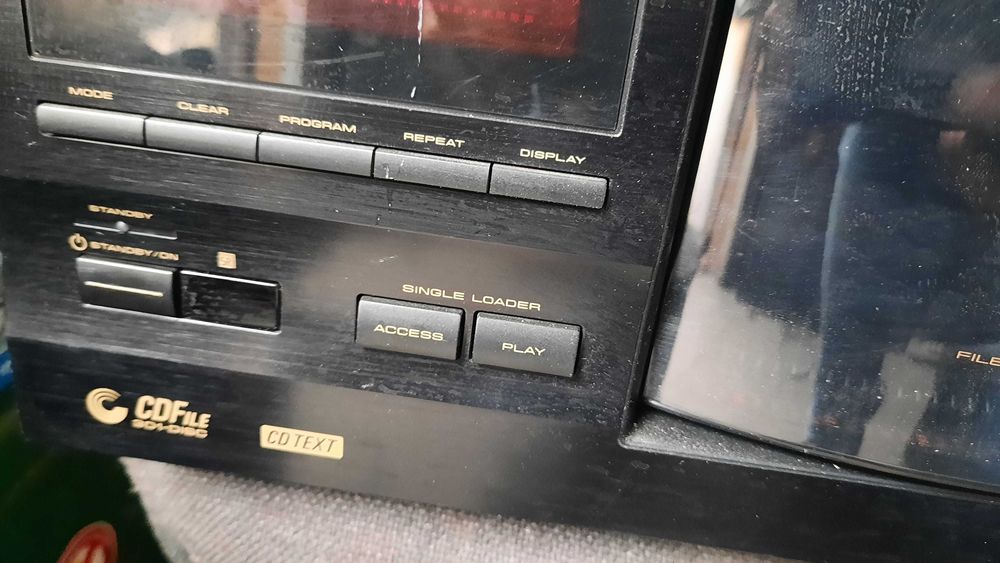 MODE
CLEAR
PROGRAM
REPEAT
DISPLAY
STANDBY
STANDBY/ON
SINGLE LOADER
ACCESS
PLAY
FILE
CDFILE
301-DISC
CD TEXT